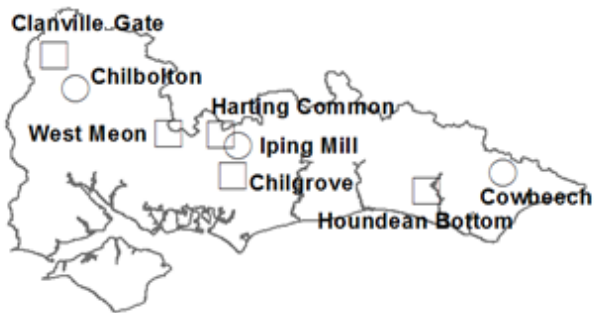 Clanville Gate
Chilbolton
Harting Common
West Meon
Iping Mill
Chilgrove
Cowbeech
Houndean Bottom